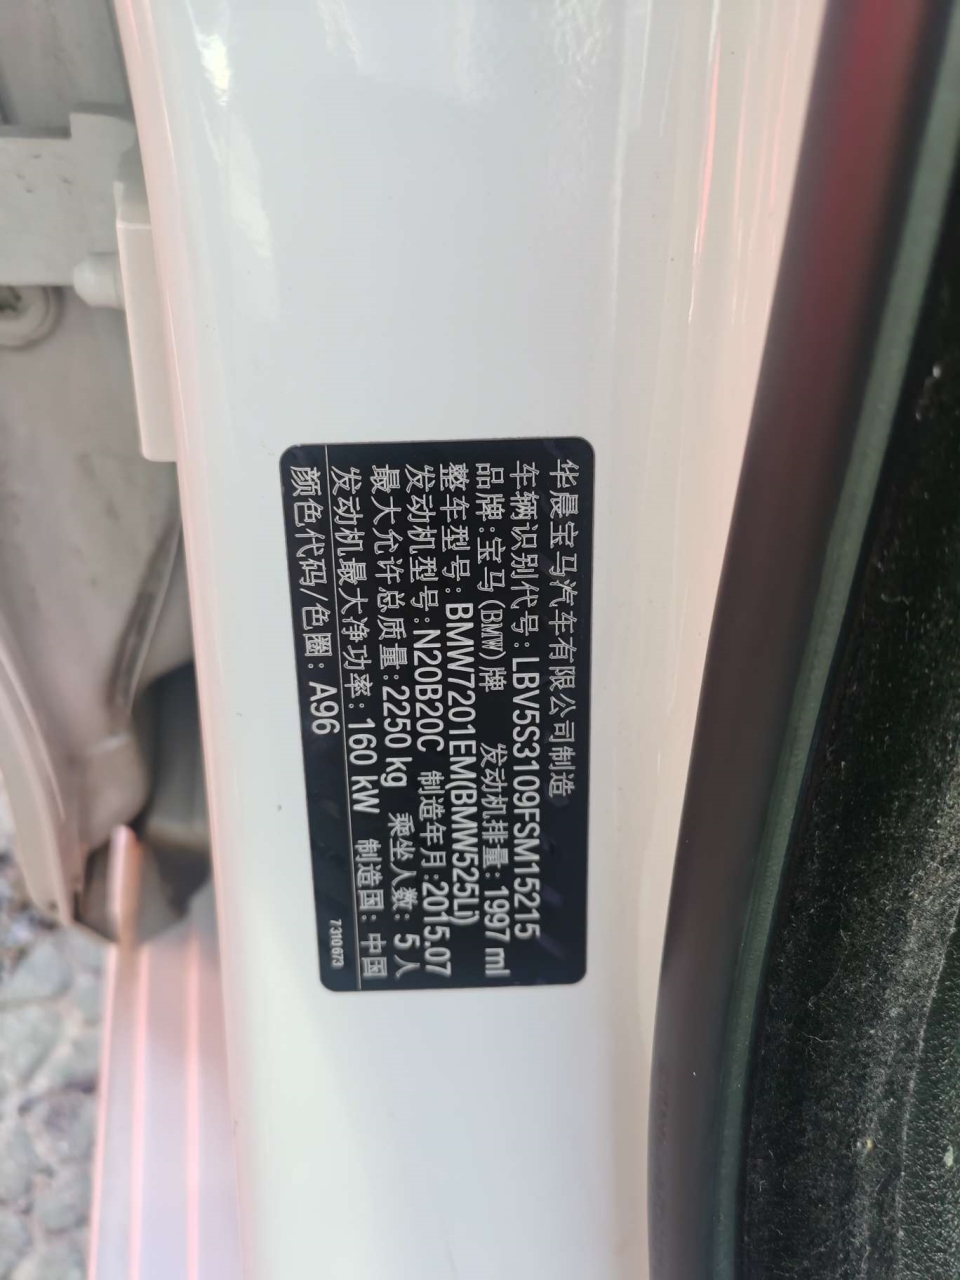 华晨宝马汽车有限公司制造
车辆识别代号:LBV5S3109FSM15215
品牌:宝马(BMW)牌 发动机排量:1997 ml
整车型号:BMW7201EM(BMW525Li)
发动机型号:N20B20C 制造年月:2015.07
最大允许总质量:2250 kg 乘坐人数:5人
发动机最大净功率:160 kW 制造国:中国
颜色代码/色圈:A96 7310673